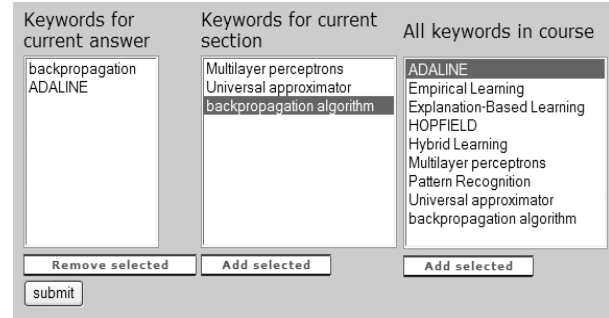 Keywords for
current answer
backpropagation
ADALINE
Remove selected
submit
Keywords for current
section
Multilayer perceptrons
Universal approximator
backpropagation algorithm
Add selected
All keywords in course
ADALINE
Empirical Learning
Explanation-Based Learning
HOPFIELD
Hybrid Learning
Multilayer perceptrons
Pattern Recognition
Universal approximator
backpropagation algorithm
Add selected